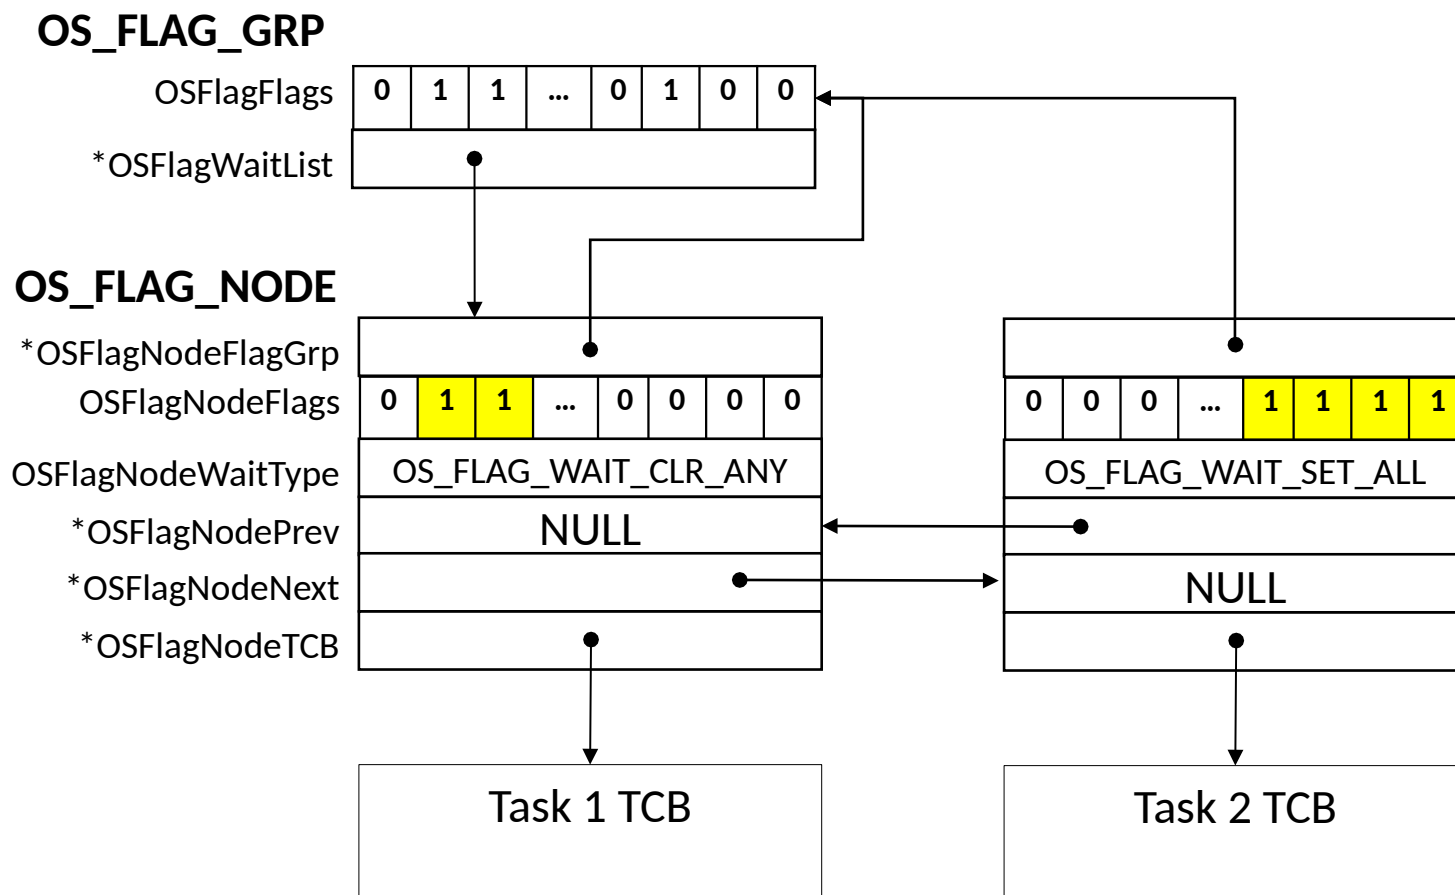 OS_FLAG_GRP
OSFlagFlags 0 1 1 ... 0 1 0 0
*OSFlagWaitList
OS_FLAG_NODE
*OSFlagNodeFlagGrp
OSFlagNodeFlags 0 1 1 ... 0 0 0 0 0 0 0 ... 1 1 1 1
OSFlagNodeWaitType OS_FLAG_WAIT_CLR_ANY OS_FLAG_WAIT_SET_ALL
*OSFlagNodePrev NULL
*OSFlagNodeNext NULL
*OSFlagNodeTCB
Task 1 TCB Task 2 TCB